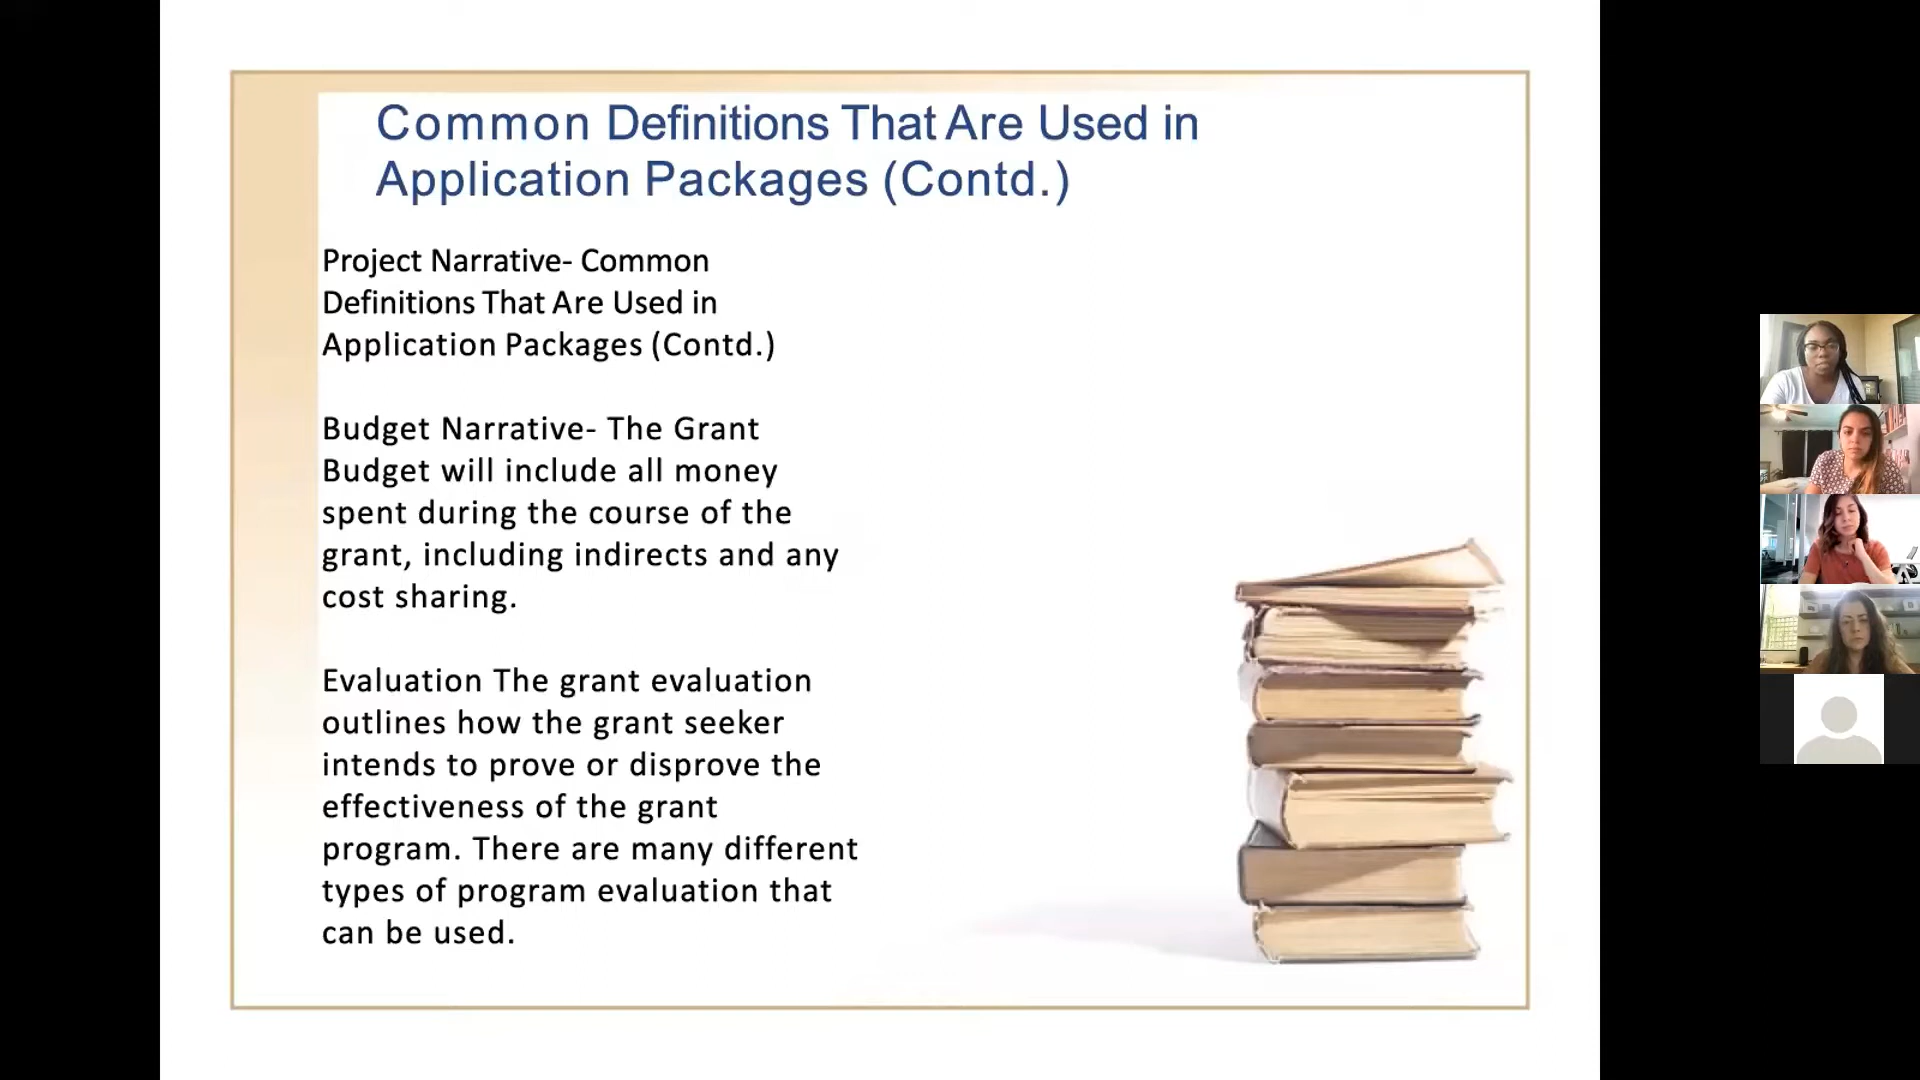 Common Definitions That Are Used in
Application Packages (Contd.)
Project Narrative- Common
Definitions That Are Used in
Application Packages (Contd.)
Budget Narrative- The Grant
Budget will include all money
spent during the course of the
grant, including indirects and any
cost sharing.
Evaluation The grant evaluation
outlines how the grant seeker
intends to prove or disprove the
effectiveness of the grant
program. There are many different
types of program evaluation that
can be used.